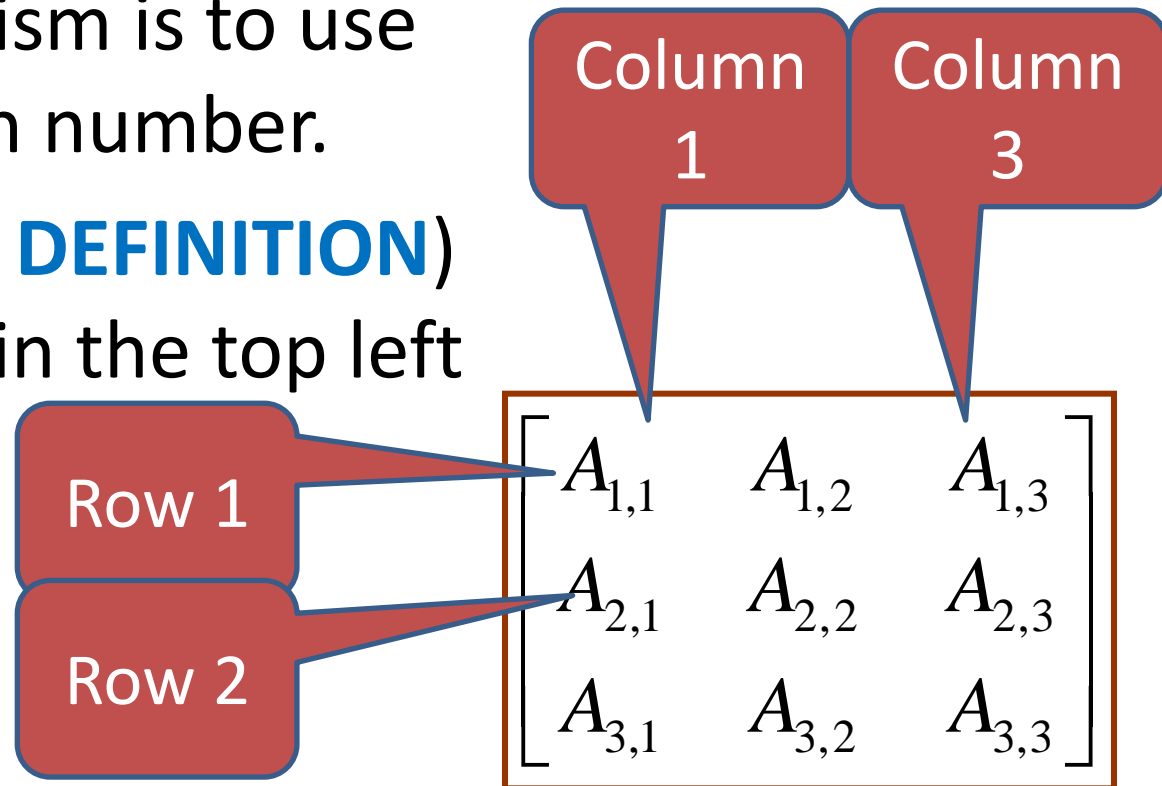 ism is to use
n number.
DEFINITION)
in the top left
Column
1
Column
3
Row 1
Row 2
A1,1 A1,2 A1,3
A2,1 A2,2 A2,3
A3,1 A3,2 A3,3